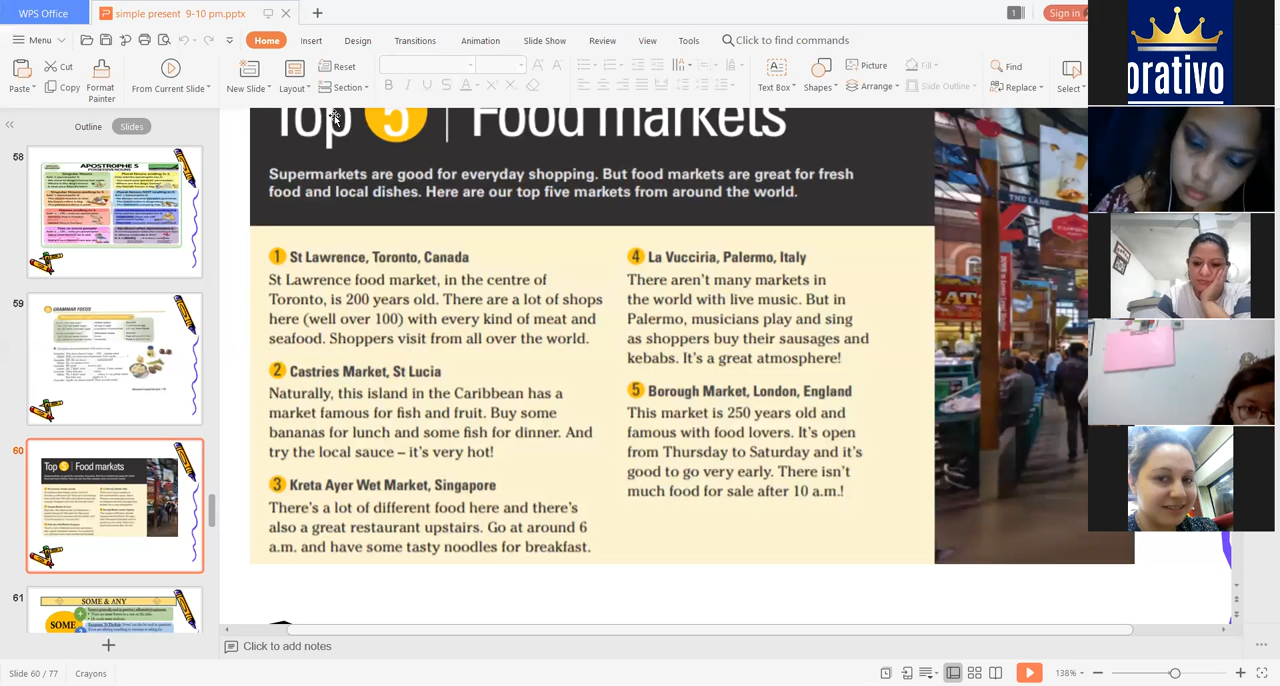 WPS Office
simple present 9-10 pm.pptx
Sign in
Menu
Home
Insert
Design
Transitions
Animation
Slide Show
Review
View
Tools
Click to find commands
Paste
Cut
Copy
Format Painter
From Current Slide
New Slide
Layout
Reset
Section
Text Box
Shapes
Picture
Arrange
Fill
Slide Outline
Find
Replace
Select
Outline
Slides
58
APOSTROPHE S
59
GRAMMAR FOCUS
60
Top 5 Food markets
61
SOME & ANY
SOME
Top 5 | Food markets
Supermarkets are good for everyday shopping. But food markets are great for fresh
food and local dishes. Here are our top five markets from around the world.
1 St Lawrence, Toronto, Canada
St Lawrence food market, in the centre of
Toronto, is 200 years old. There are a lot of shops
here (well over 100) with every kind of meat and
seafood. Shoppers visit from all over the world.
2 Castries Market, St Lucia
Naturally, this island in the Caribbean has a
market famous for fish and fruit. Buy some
bananas for lunch and some fish for dinner. And
try the local sauce – it's very hot!
3 Kreta Ayer Wet Market, Singapore
There's a lot of different food here and there's
also a great restaurant upstairs. Go at around 6
a.m. and have some tasty noodles for breakfast.
4 La Vucciria, Palermo, Italy
There aren't many markets in
the world with live music. But in
Palermo, musicians play and sing
as shoppers buy their sausages and
kebabs. It's a great atmosphere!
5 Borough Market, London, England
This market is 250 years old and
famous with food lovers. It's open
from Thursday to Saturday and it's
good to go very early. There isn't
much food for sale after 10 a.m.!
THE LANE
orativo
Click to add notes
Slide 60 / 77
Crayons
138%